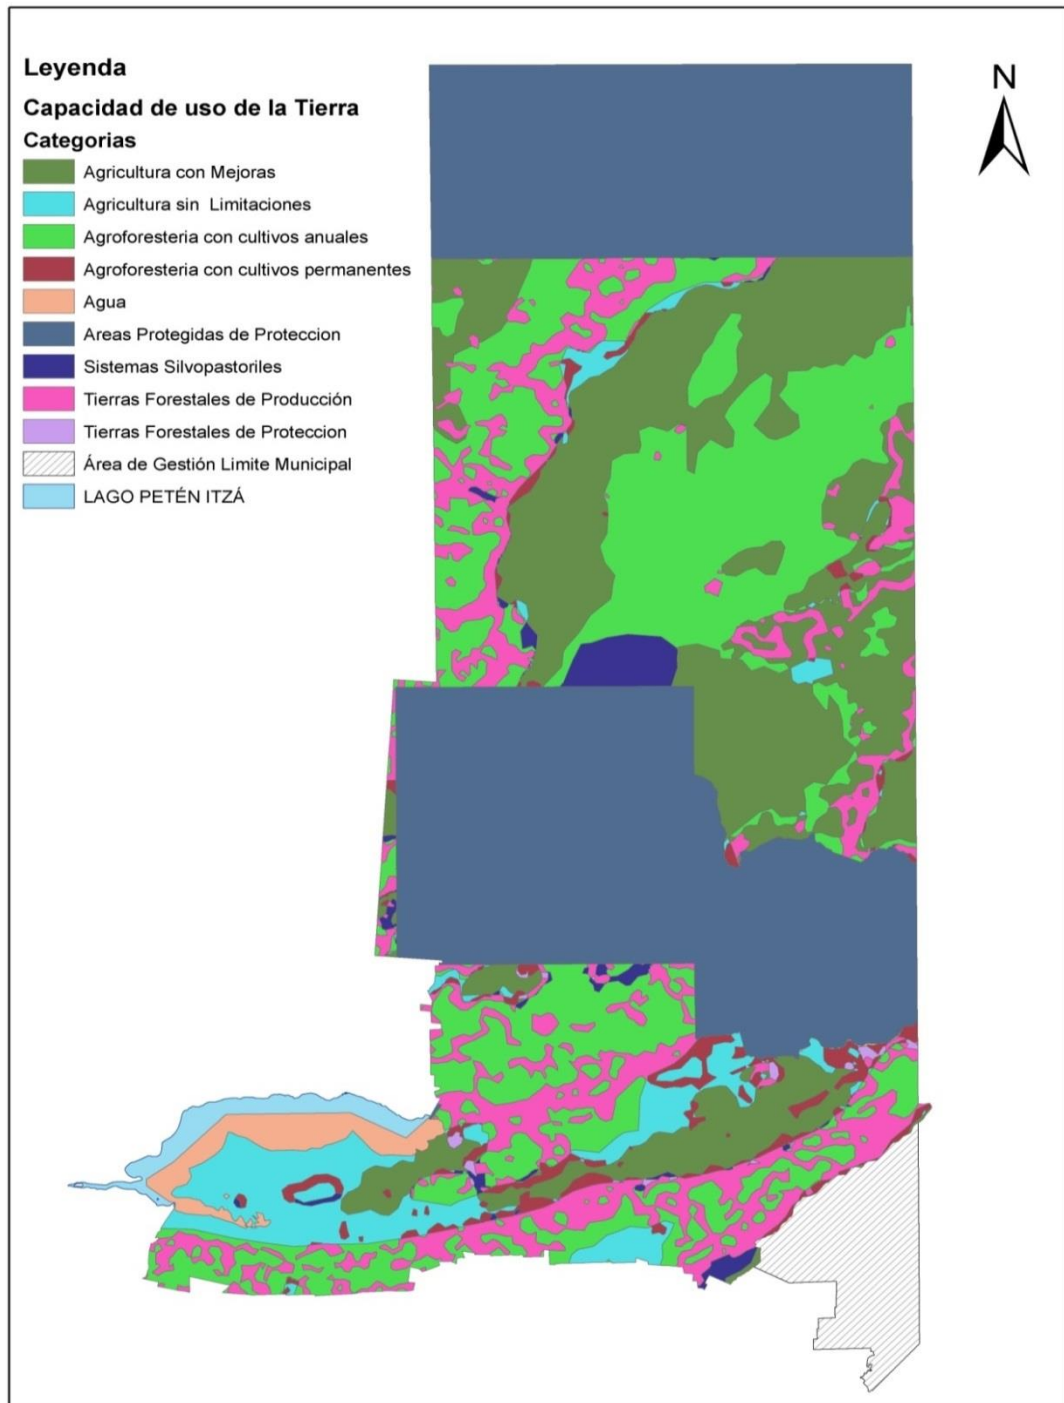 Leyenda
Capacidad de uso de la Tierra
Categorias
Agricultura con Mejoras
Agricultura sin Limitaciones
Agroforesteria con cultivos anuales
Agroforesteria con cultivos permanentes
Agua
Areas Protegidas de Proteccion
Sistemas Silvopastoriles
Tierras Forestales de Producción
Tierras Forestales de Proteccion
Área de Gestión Limite Municipal
LAGO PETÉN ITZÁ
N